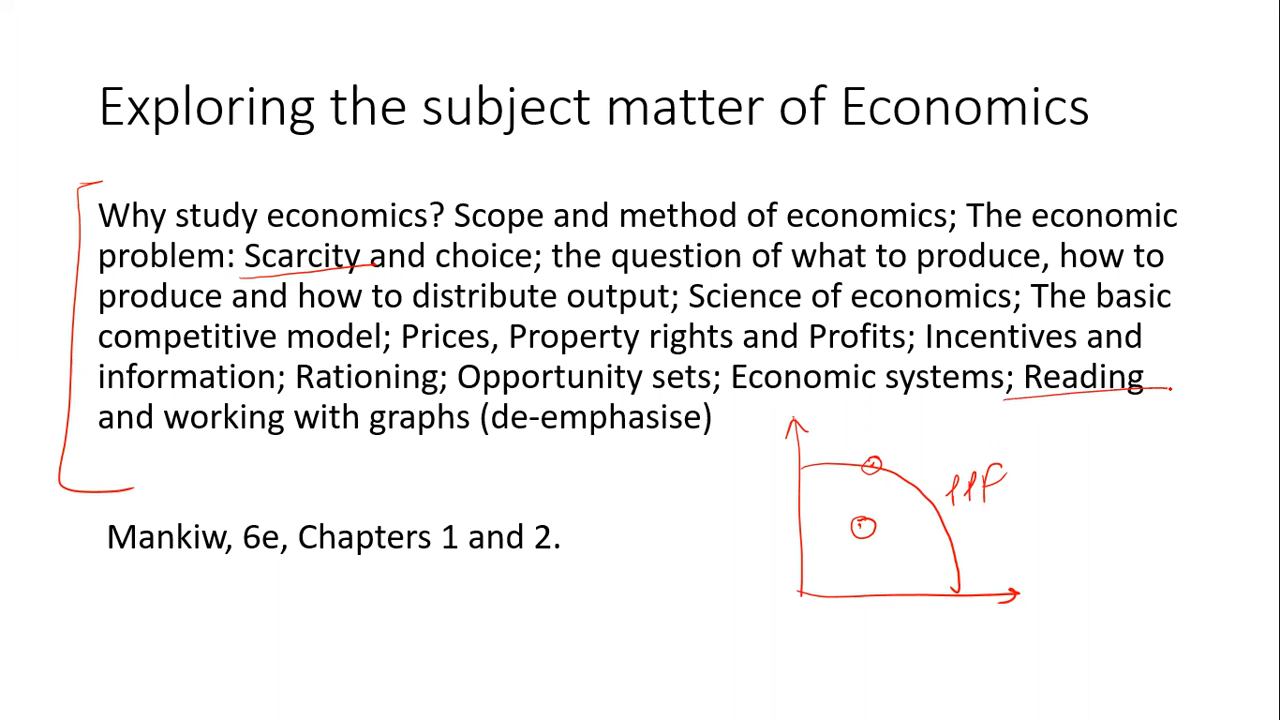 Exploring the subject matter of Economics
Why study economics? Scope and method of economics; The economic
problem: Scarcity and choice; the question of what to produce, how to
produce and how to distribute output; Science of economics; The basic
competitive model; Prices, Property rights and Profits; Incentives and
information; Rationing; Opportunity sets; Economic systems; Reading
and working with graphs (de-emphasise)
PPF
Mankiw, 6e, Chapters 1 and 2.